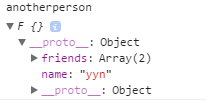 anotherperson
▼ F {} i
▼ __proto__: Object
▶ friends: Array(2)
name: "yyn"
▶ __proto__: Object